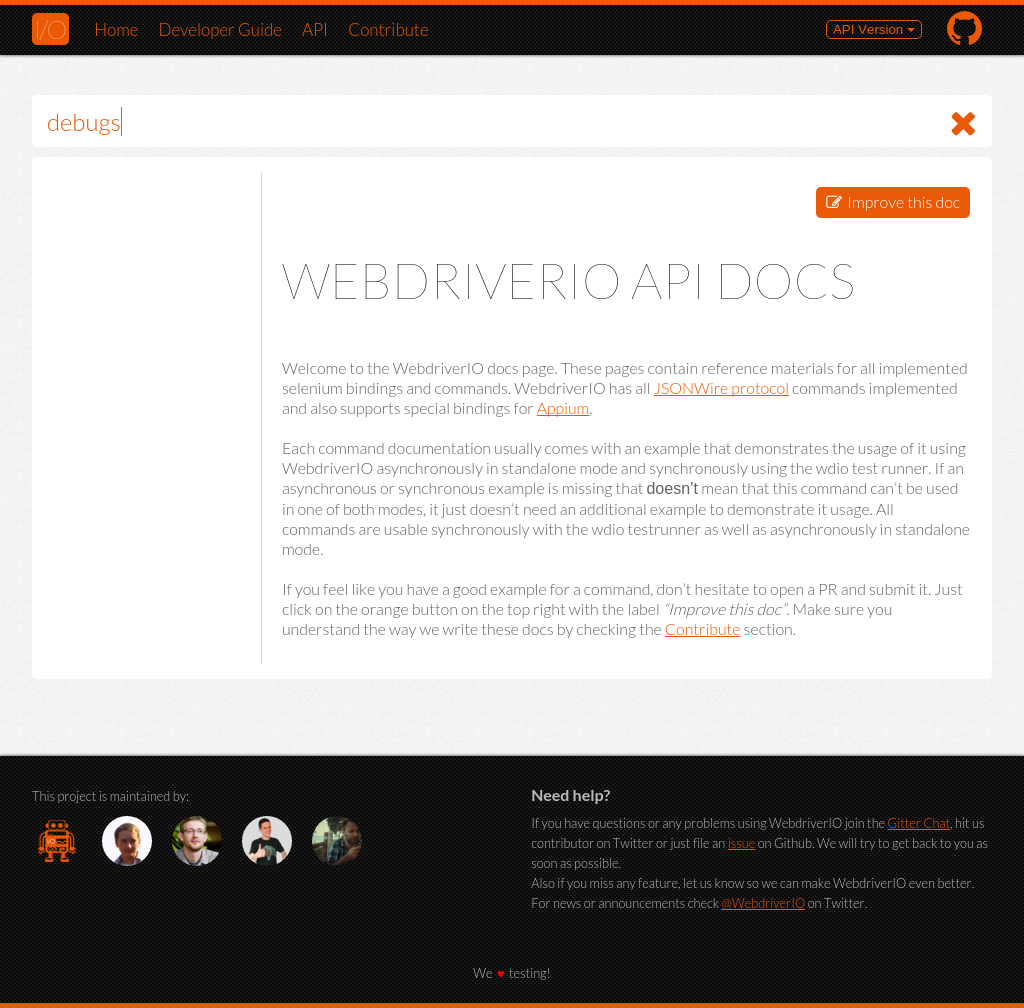 I/O Home Developer Guide API Contribute API Version
debugs
Improve this doc
WEBDRIVERIO API DOCS
Welcome to the WebdriverIO docs page. These pages contain reference materials for all implemented
selenium bindings and commands. WebdriverIO has all JSONWire protocol commands implemented
and also supports special bindings for Appium.
Each command documentation usually comes with an example that demonstrates the usage of it using
WebdriverIO asynchronously in standalone mode and synchronously using the wdio test runner. If an
asynchronous or synchronous example is missing that doesn’t mean that this command can’t be used
in one of both modes, it just doesn’t need an additional example to demonstrate it usage. All
commands are usable synchronously with the wdio testrunner as well as asynchronously in standalone
mode.
If you feel like you have a good example for a command, don’t hesitate to open a PR and submit it. Just
click on the orange button on the top right with the label “Improve this doc”. Make sure you
understand the way we write these docs by checking the Contribute section.
This project is maintained by:
Need help?
If you have questions or any problems using WebdriverIO join the Gitter Chat, hit us
contributor on Twitter or just file an issue on Github. We will try to get back to you as
soon as possible.
Also if you miss any feature, let us know so we can make WebdriverIO even better.
For news or announcements check @WebdriverIO on Twitter.
We ♥ testing!